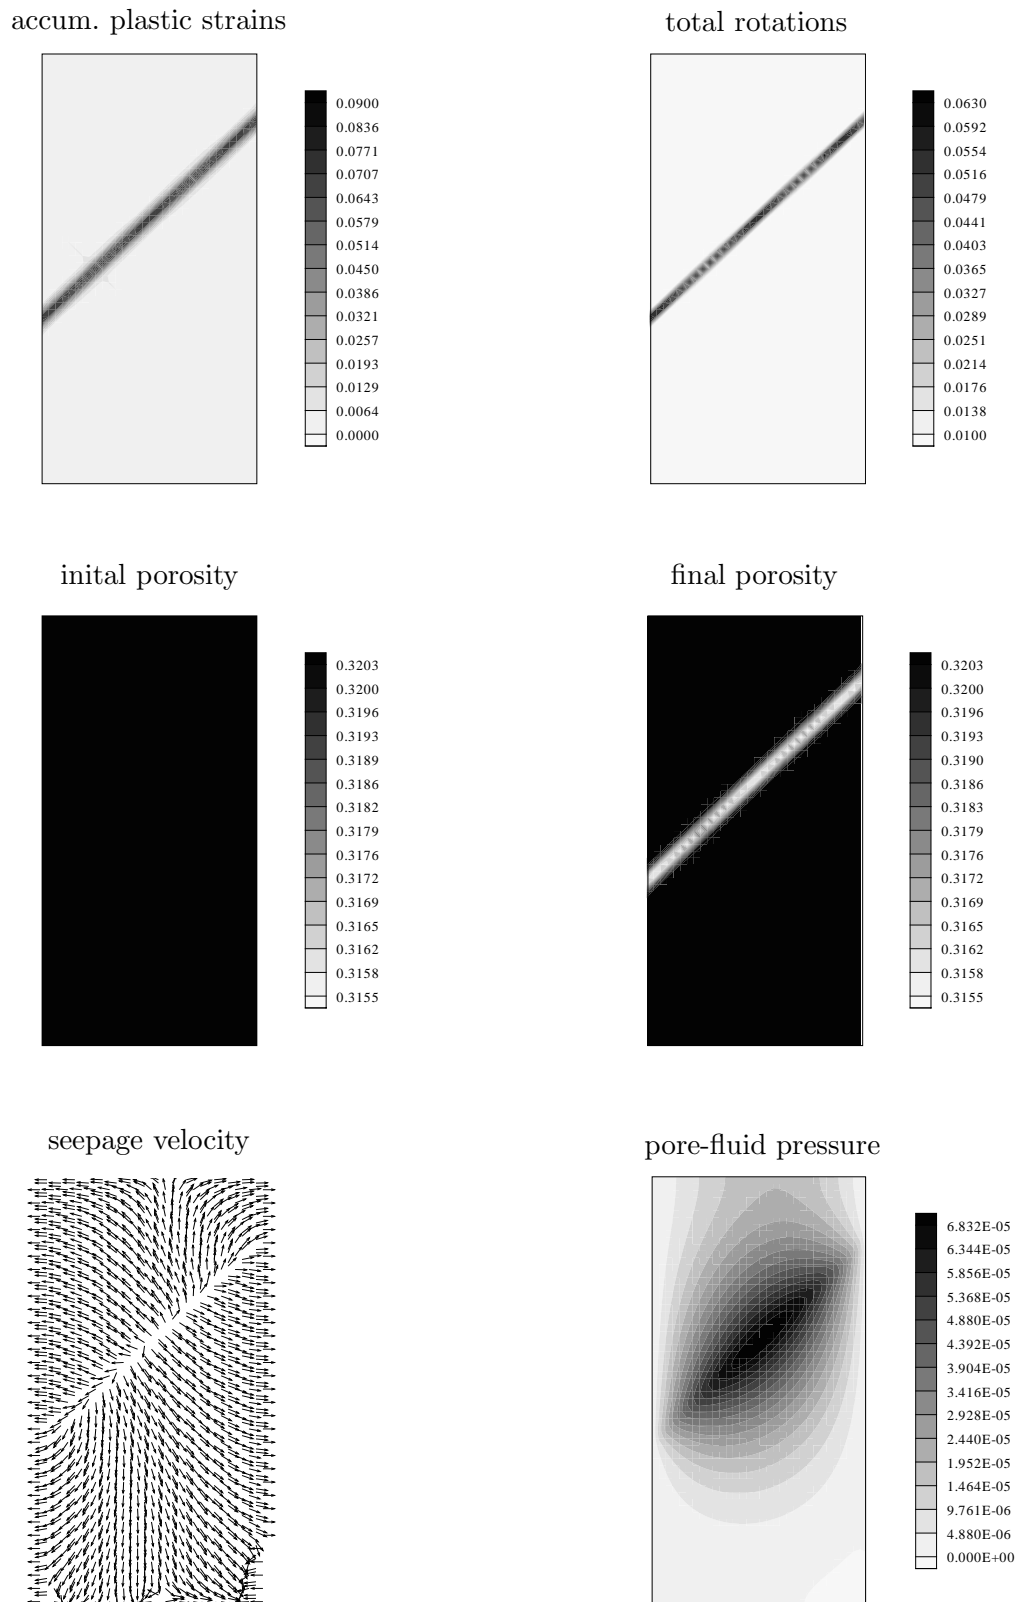 accum. plastic strains
total rotations
0.0900
0.0836
0.0771
0.0707
0.0643
0.0579
0.0514
0.0450
0.0386
0.0321
0.0257
0.0193
0.0129
0.0064
0.0000
0.0630
0.0592
0.0554
0.0516
0.0479
0.0441
0.0403
0.0365
0.0327
0.0289
0.0251
0.0214
0.0176
0.0138
0.0100
inital porosity
final porosity
0.3203
0.3200
0.3196
0.3193
0.3189
0.3186
0.3182
0.3179
0.3176
0.3172
0.3169
0.3165
0.3162
0.3158
0.3155
0.3203
0.3200
0.3196
0.3193
0.3190
0.3186
0.3183
0.3179
0.3176
0.3172
0.3169
0.3165
0.3162
0.3158
0.3155
seepage velocity
pore-fluid pressure
6.832E-05
6.344E-05
5.856E-05
5.368E-05
4.880E-05
4.392E-05
3.904E-05
3.416E-05
2.928E-05
2.440E-05
1.952E-05
1.464E-05
9.761E-06
4.880E-06
0.000E+00